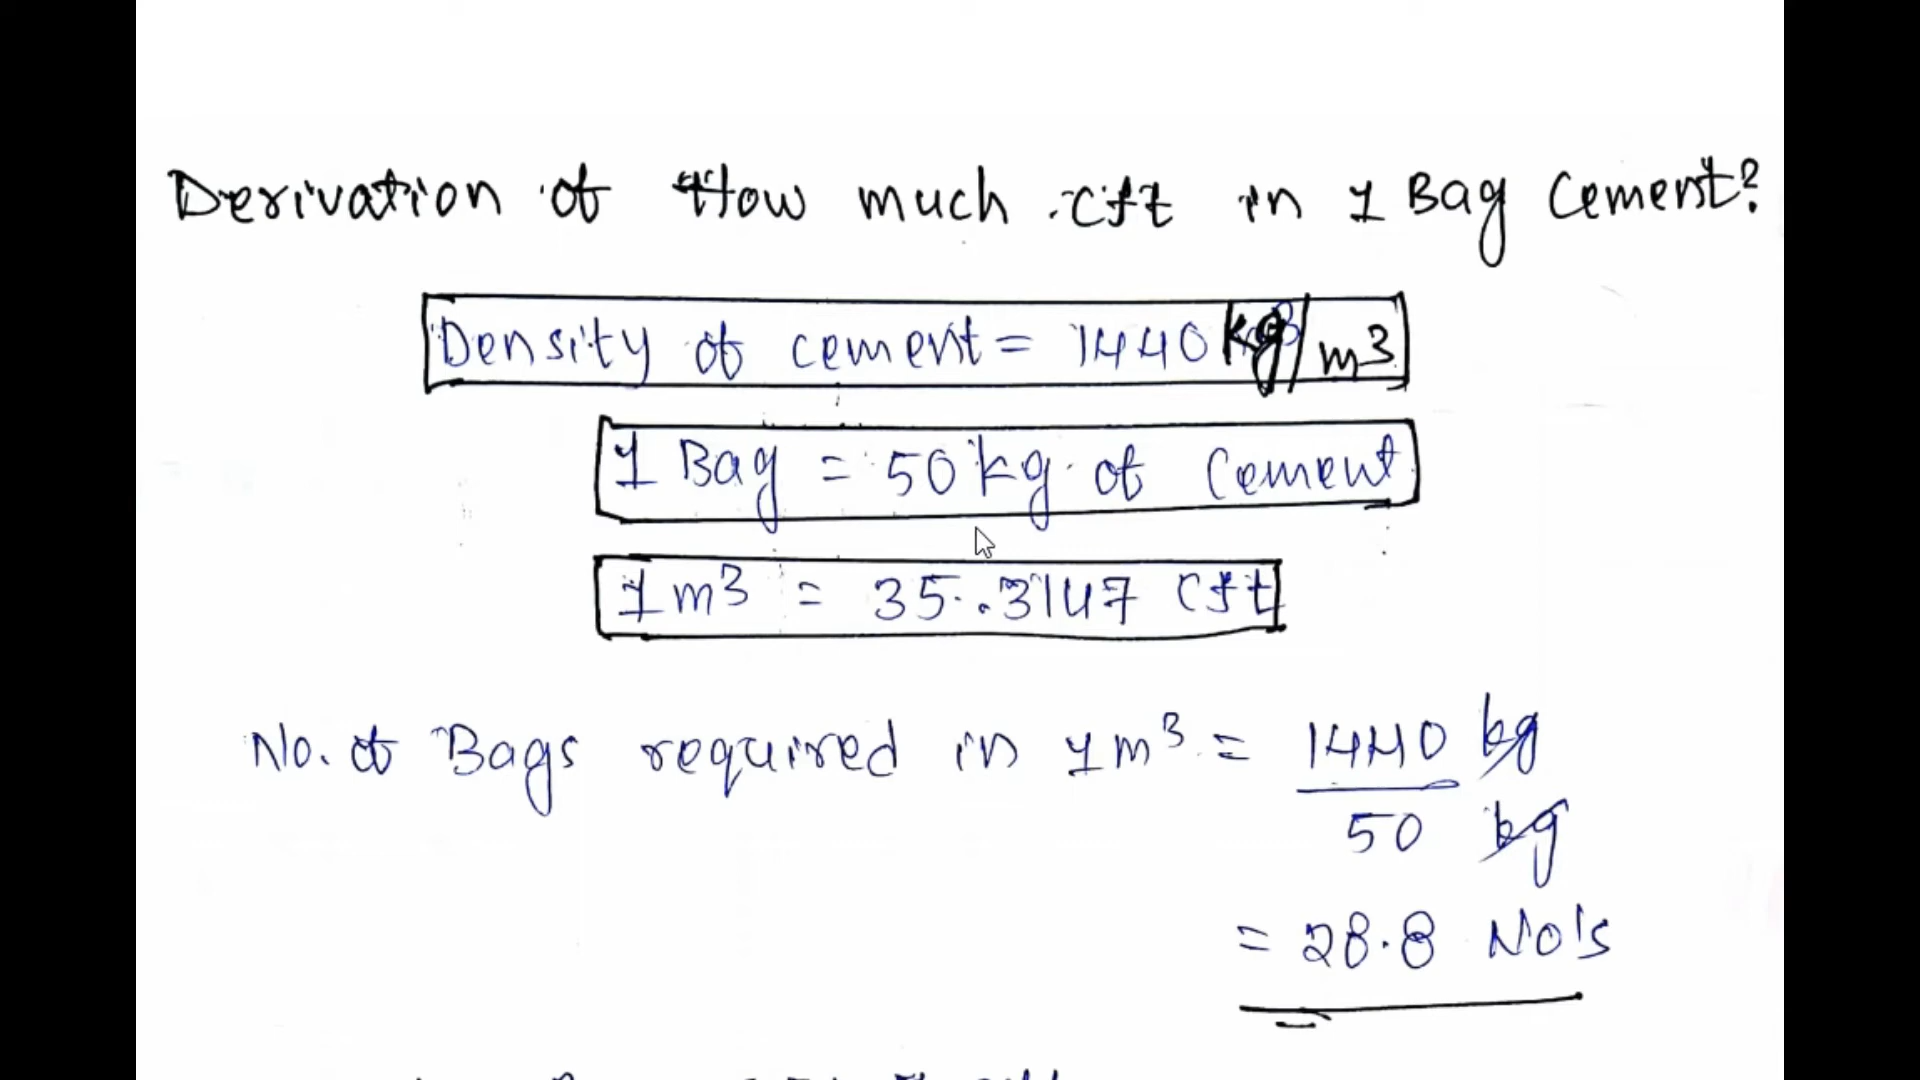 Derivation of How much cft in 1 Bag Cement?
Density of cement = 1440 kg/m3
1 Bag = 50 kg of Cement
1 m3 = 35.3147 cft
No. of Bags required in 1 m³ = 1440 kg
50 kg
= 28.8 No's